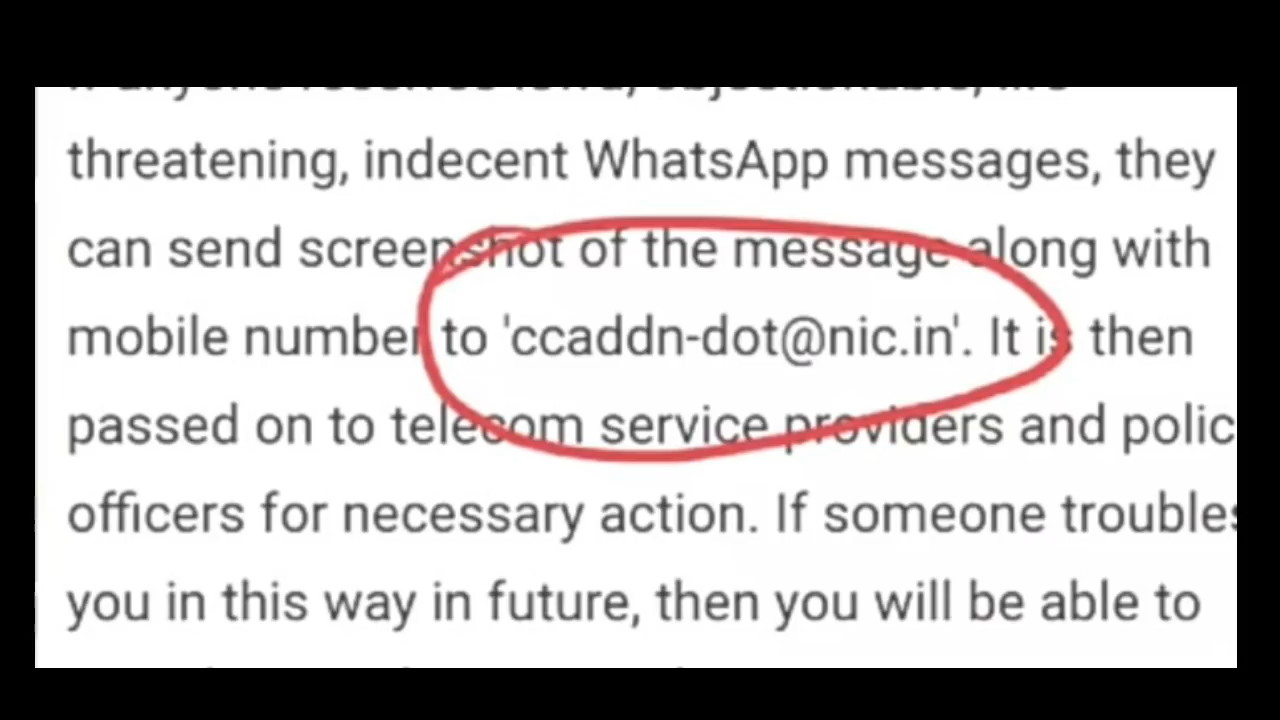 threatening, indecent WhatsApp messages, they
can send screenshot of the message along with
mobile number to 'ccaddn-dot@nic.in'. It is then
passed on to telecom service providers and polic
officers for necessary action. If someone troubles
you in this way in future, then you will be able to